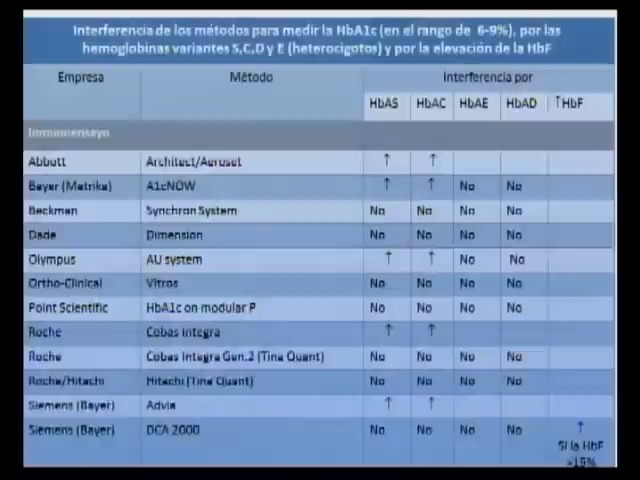 Interferencia de los métodos para medir la HbA1c (en el rango de 6-9%), por las
hemoglobinas variantes S,C,D y E (heterocigotos) y por la elevación de la HbF
Empresa Método Interferencia por
HbAS HbAC HbAE HbAD ↑HbF
Inmunoensayo
Abbott Architect/Aeroset ↑ ↑
Bayer (Metrika) A1cNOW ↑ ↑ No No
Beckman Synchron System No No No No
Dade Dimension No No No No
Olympus AU system ↑ ↑ No No
Ortho-Clinical Vitros No No No No
Point Scientific HbA1c on modular P No No No No
Roche Cobas Integra ↑ ↑
Roche Cobas Integra Gen.2 (Tina Quant) No No No No
Roche/Hitachi Hitachi (Tina Quant) No No No No
Siemens (Bayer) Advia ↑ ↑
Siemens (Bayer) DCA 2000 No No No No ↑
Si la HbF
>15%